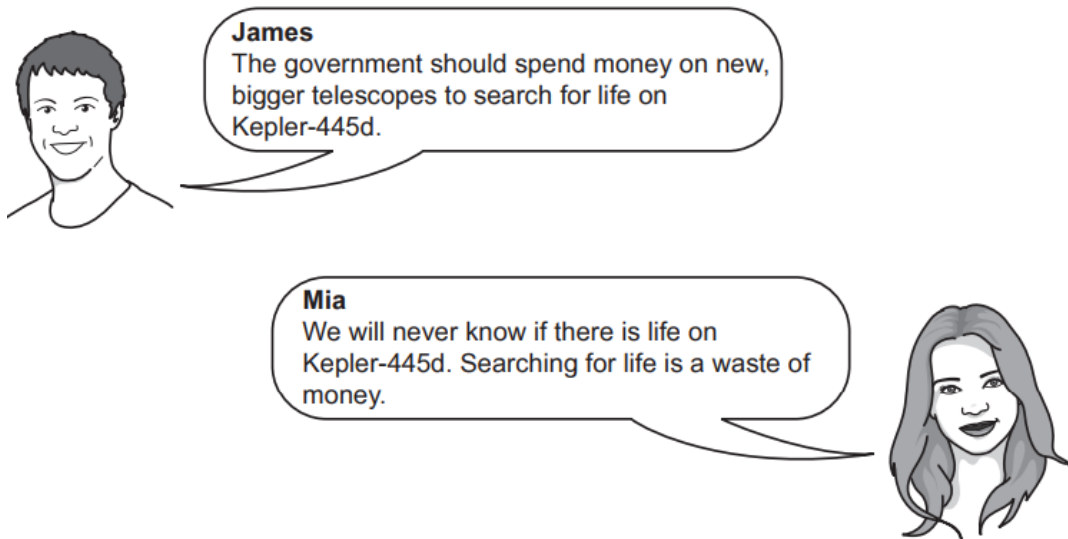 James
The government should spend money on new,
bigger telescopes to search for life on
Kepler-445d.
Mia
We will never know if there is life on
Kepler-445d. Searching for life is a waste of
money.